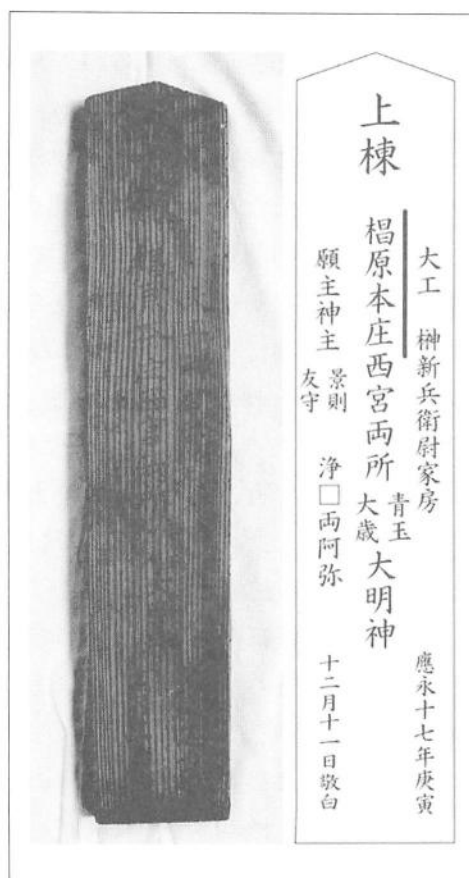 上棟
大工　榊新兵衛尉家房
應永十七年庚寅
椙原本庄西宮両所
青玉
大歳
大明神
願主神主
景則
友守
浄□両阿弥
十二月十一日敬白